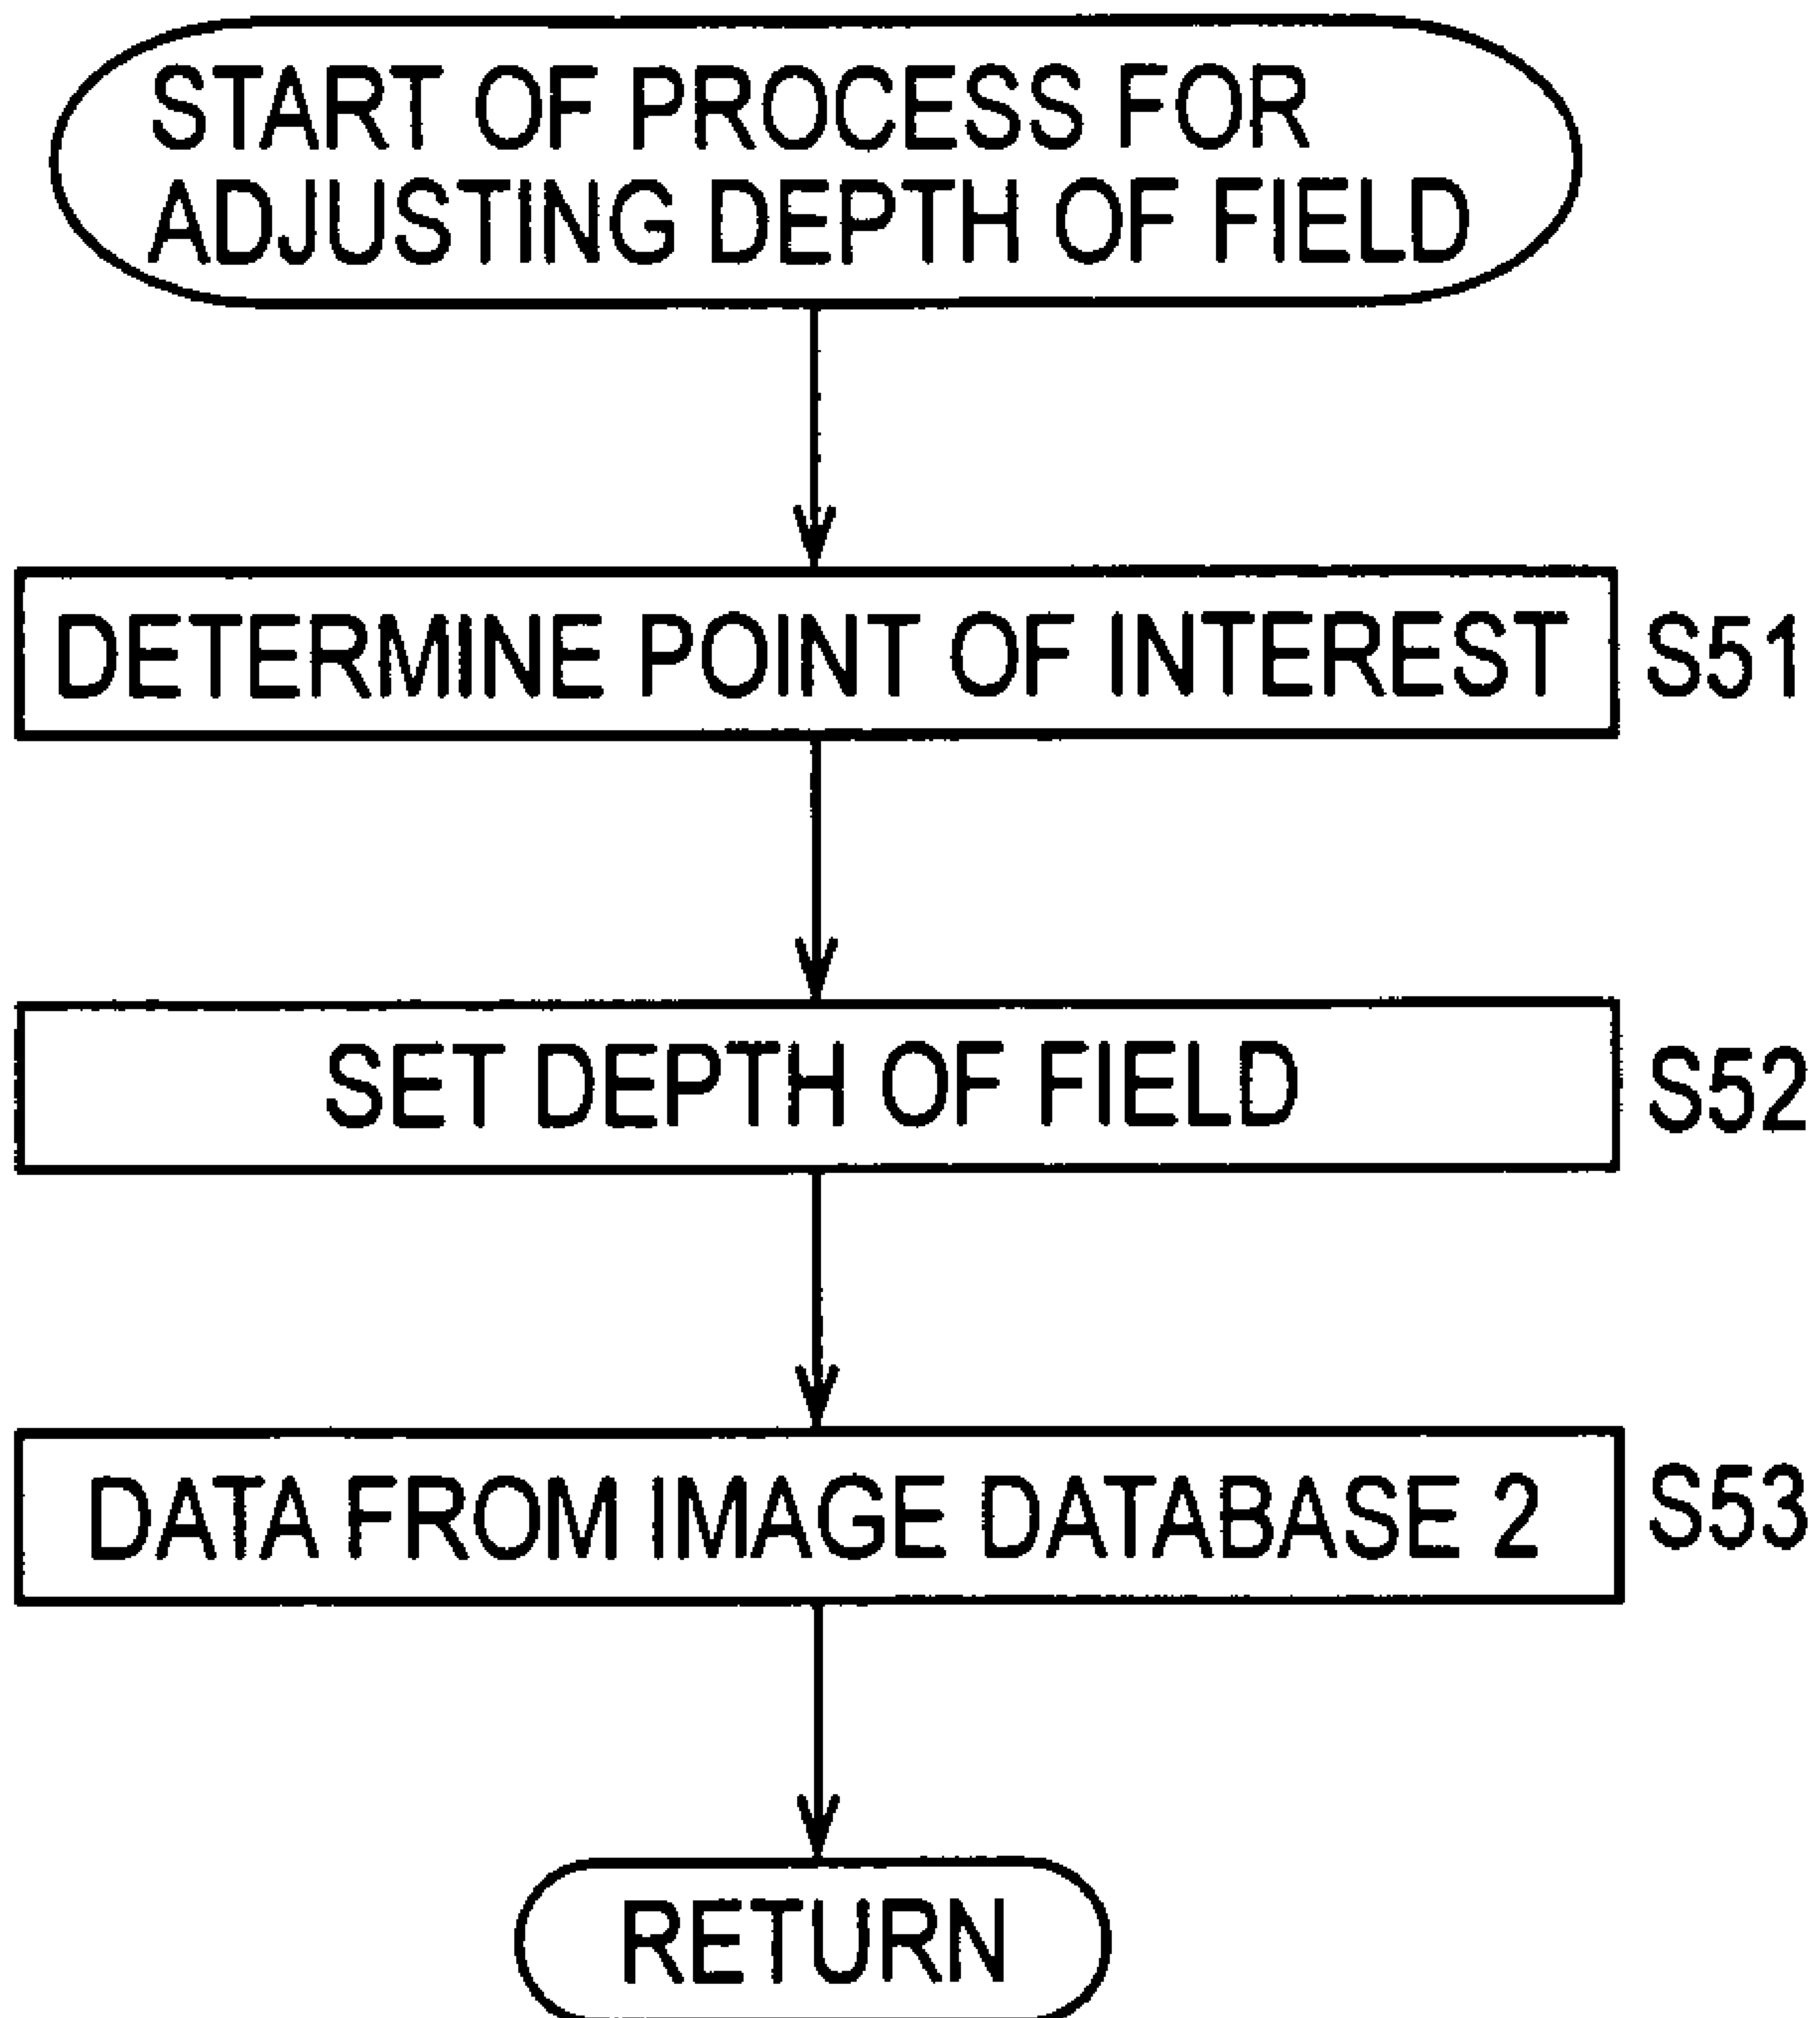 START OF PROCESS FOR
ADJUSTING DEPTH OF FIELD
DETERMINE POINT OF INTEREST S51
SET DEPTH OF FIELD S52
DATA FROM IMAGE DATABASE 2 S53
RETURN